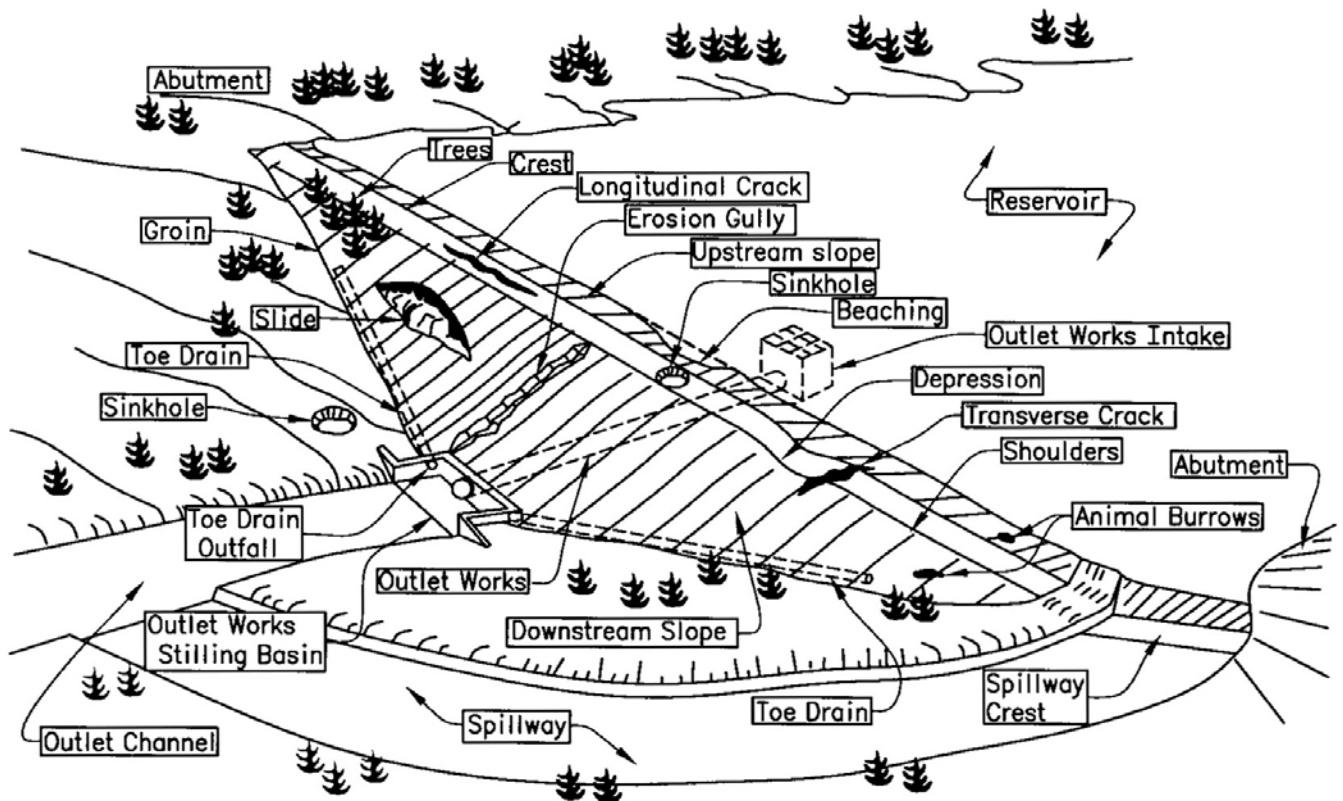 Abutment
Trees
Crest
Longitudinal Crack
Reservoir
Erosion Gully
Groin
Upstream slope
Sinkhole
Slide
Beaching
Outlet Works Intake
Toe Drain
Depression
Sinkhole
Transverse Crack
Shoulders
Abutment
Toe Drain
Outfall
Animal Burrows
Outlet Works
Outlet Works
Stilling Basin
Downstream Slope
Spillway
Crest
Toe Drain
Spillway
Outlet Channel